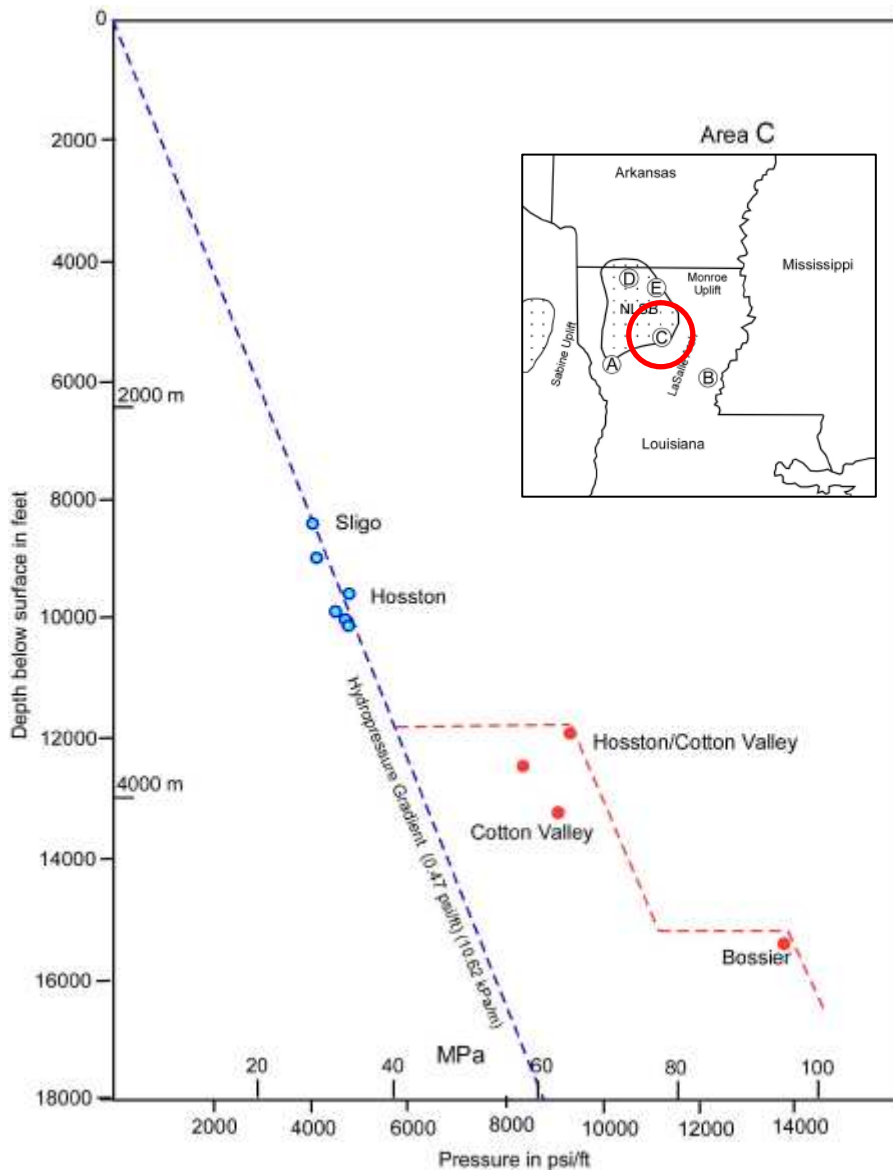 0
2000
4000
6000
8000
10000
12000
14000
16000
18000
2000 m
4000 m
Depth below surface in feet
Area C
Arkansas
Mississippi
Monroe
Uplift
D
E
NLSB
C
A
B
Sabine Uplift
LaSalle
Louisiana
Sligo
Hosston
Hosston/Cotton Valley
Cotton Valley
Bossier
Hydropressure Gradient (0.47 psi/ft) (10.62 kPa/m)
MPa
20
40
60
80
100
2000
4000
6000
8000
10000
12000
14000
Pressure in psi/ft